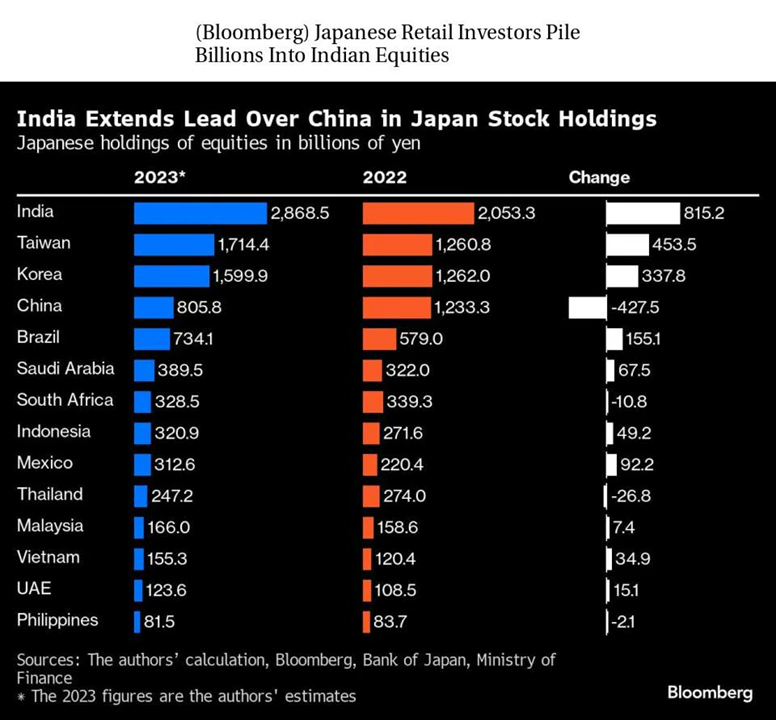 (Bloomberg) Japanese Retail Investors Pile
Billions Into Indian Equities
India Extends Lead Over China in Japan Stock Holdings
Japanese holdings of equities in billions of yen
2023* 2022 Change
India 2,868.5 2,053.3 815.2
Taiwan 1,714.4 1,260.8 453.5
Korea 1,599.9 1,262.0 337.8
China 805.8 1,233.3 -427.5
Brazil 734.1 579.0 155.1
Saudi Arabia 389.5 322.0 67.5
South Africa 328.5 339.3 -10.8
Indonesia 320.9 271.6 49.2
Mexico 312.6 220.4 92.2
Thailand 247.2 274.0 -26.8
Malaysia 166.0 158.6 7.4
Vietnam 155.3 120.4 34.9
UAE 123.6 108.5 15.1
Philippines 81.5 83.7 -2.1
Sources: The authors' calculation, Bloomberg, Bank of Japan, Ministry of
Finance
* The 2023 figures are the authors' estimates
Bloomberg